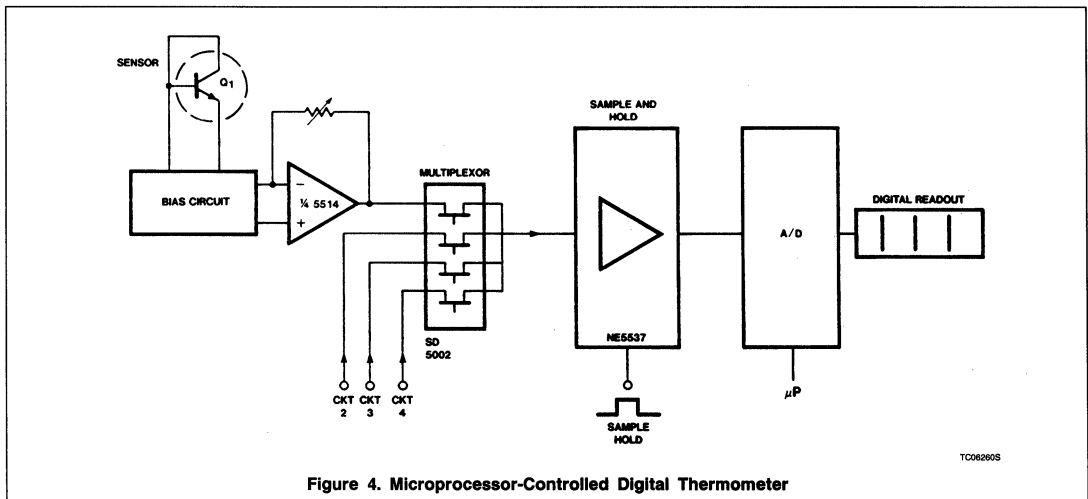 SENSOR
Q1
BIAS CIRCUIT
−
¼ 5514
+
MULTIPLEXOR
SD
5002
CKT
2
CKT
3
CKT
4
SAMPLE AND
HOLD
NE5537
SAMPLE
HOLD
A/D
μP
DIGITAL READOUT
TC06260S
Figure 4. Microprocessor-Controlled Digital Thermometer